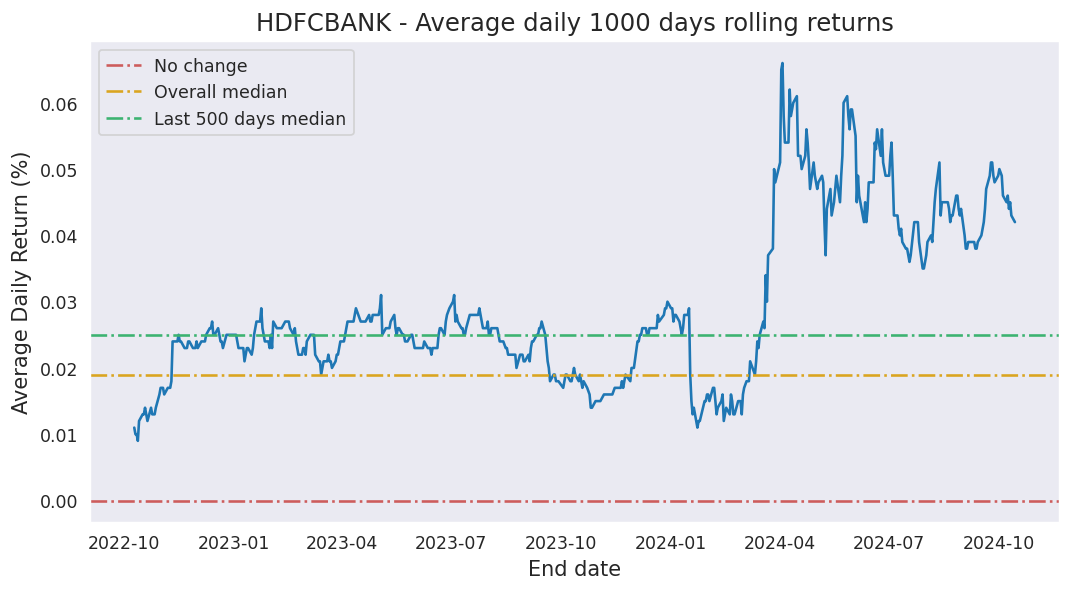 HDFCBANK - Average daily 1000 days rolling returns
No change
Overall median
Last 500 days median
Average Daily Return (%)
0.06
0.05
0.04
0.03
0.02
0.01
0.00
2022-10 2023-01 2023-04 2023-07 2023-10 2024-01 2024-04 2024-07 2024-10
End date